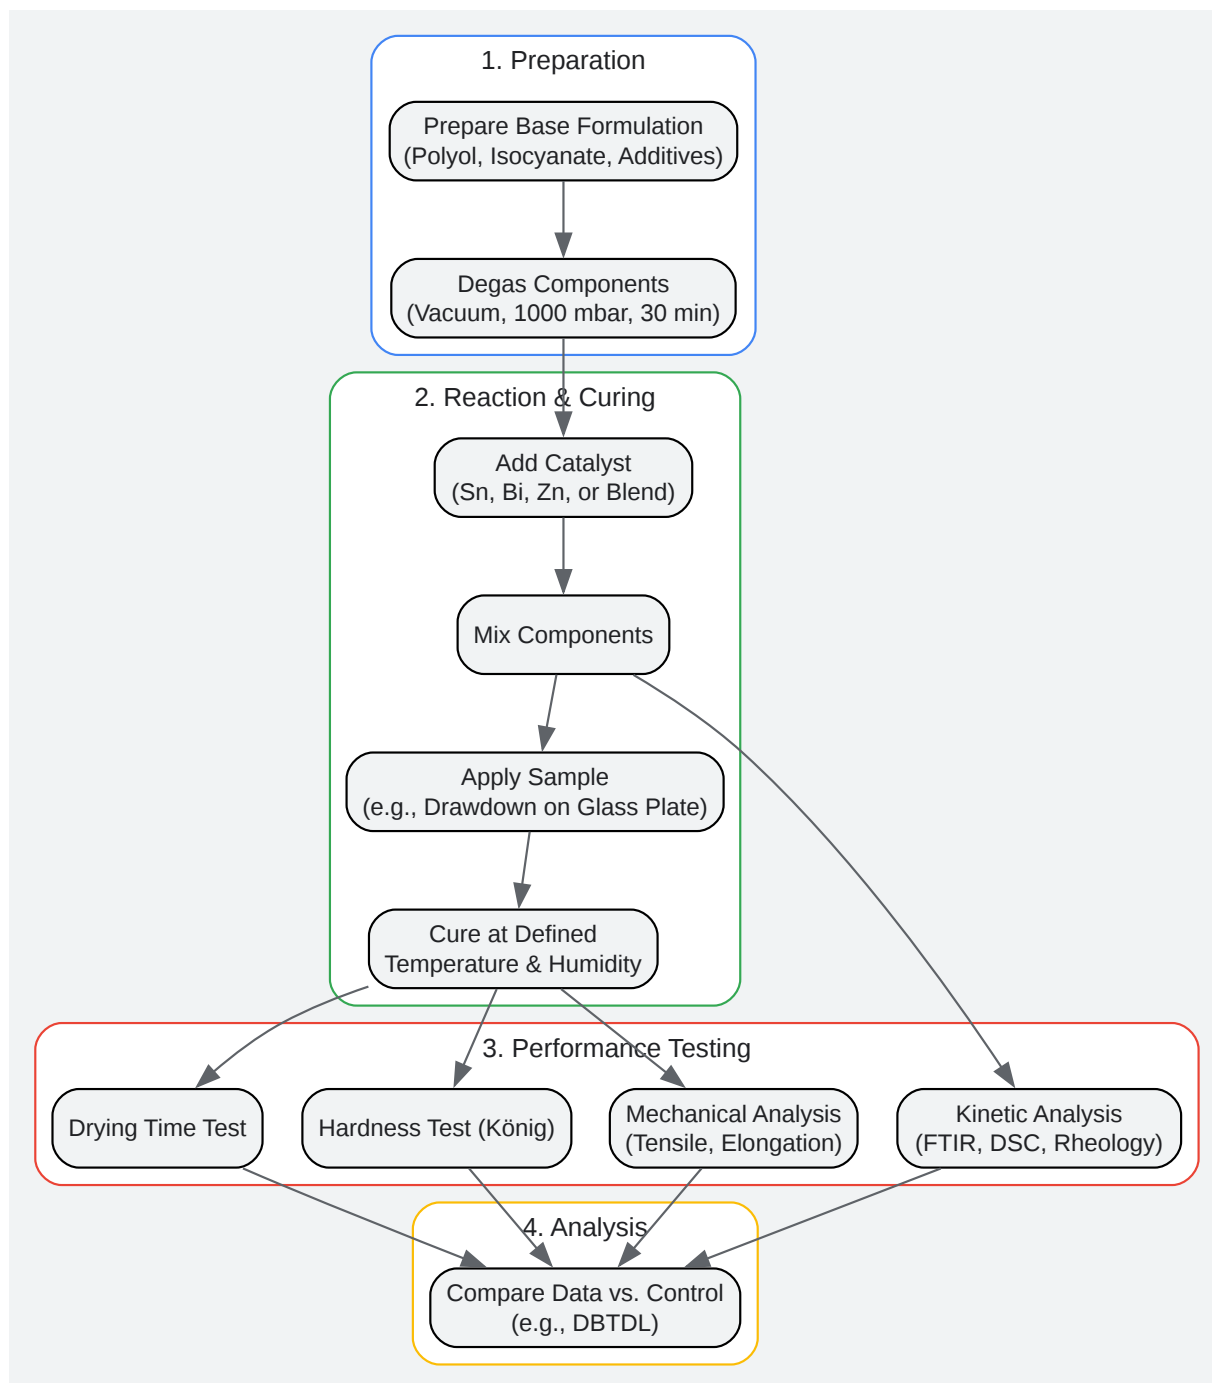 1. Preparation
Prepare Base Formulation
(Polyol, Isocyanate, Additives)
Degas Components
(Vacuum, 1000 mbar, 30 min)
2. Reaction & Curing
Add Catalyst
(Sn, Bi, Zn, or Blend)
Mix Components
Apply Sample
(e.g., Drawdown on Glass Plate)
Cure at Defined
Temperature & Humidity
3. Performance Testing
Drying Time Test
Hardness Test (König)
Mechanical Analysis
(Tensile, Elongation)
Kinetic Analysis
(FTIR, DSC, Rheology)
4. Analysis
Compare Data vs. Control
(e.g., DBTDL)